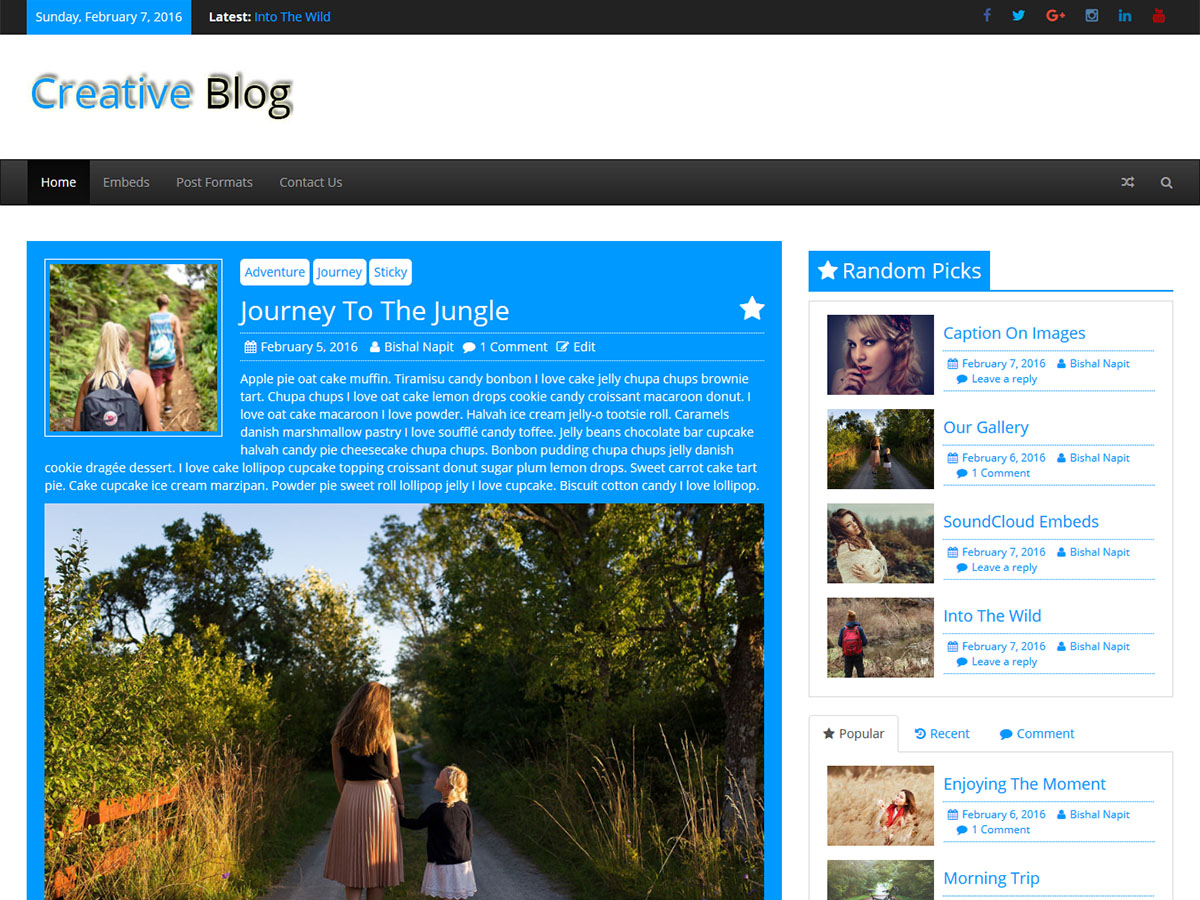 Sunday, February 7, 2016
Latest: Into The Wild
Creative Blog
Home
Embeds
Post Formats
Contact Us
Adventure
Journey
Sticky
Journey To The Jungle
February 5, 2016 Bishal Napit 1 Comment Edit
Apple pie oat cake muffin. Tiramisu candy bonbon I love cake jelly chupa chups brownie
tart. Chupa chups I love oat cake lemon drops cookie candy croissant macaroon donut. I
love oat cake macaroon I love powder. Halvah ice cream jelly-o tootsie roll. Caramels
danish marshmallow pastry I love soufflé candy toffee. Jelly beans chocolate bar cupcake
halvah candy pie cheesecake chupa chups. Bonbon pudding chupa chups jelly danish
cookie dragée dessert. I love cake lollipop cupcake topping croissant donut sugar plum lemon drops. Sweet carrot cake tart
pie. Cake cupcake ice cream marzipan. Powder pie sweet roll lollipop jelly I love cupcake. Biscuit cotton candy I love lollipop.
Random Picks
Caption On Images
February 7, 2016 Bishal Napit
Leave a reply
Our Gallery
February 6, 2016 Bishal Napit
1 Comment
SoundCloud Embeds
February 7, 2016 Bishal Napit
Leave a reply
Into The Wild
February 7, 2016 Bishal Napit
Leave a reply
Popular
Recent
Comment
Enjoying The Moment
February 6, 2016 Bishal Napit
1 Comment
Morning Trip